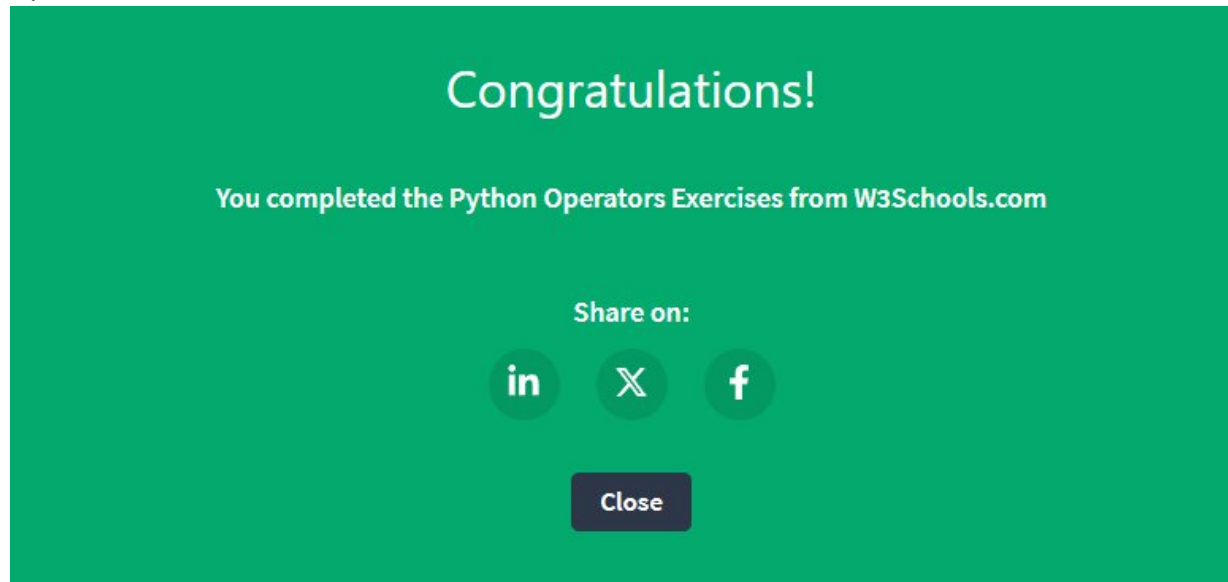 Congratulations!
You completed the Python Operators Exercises from W3Schools.com
Share on:
in X f
Close